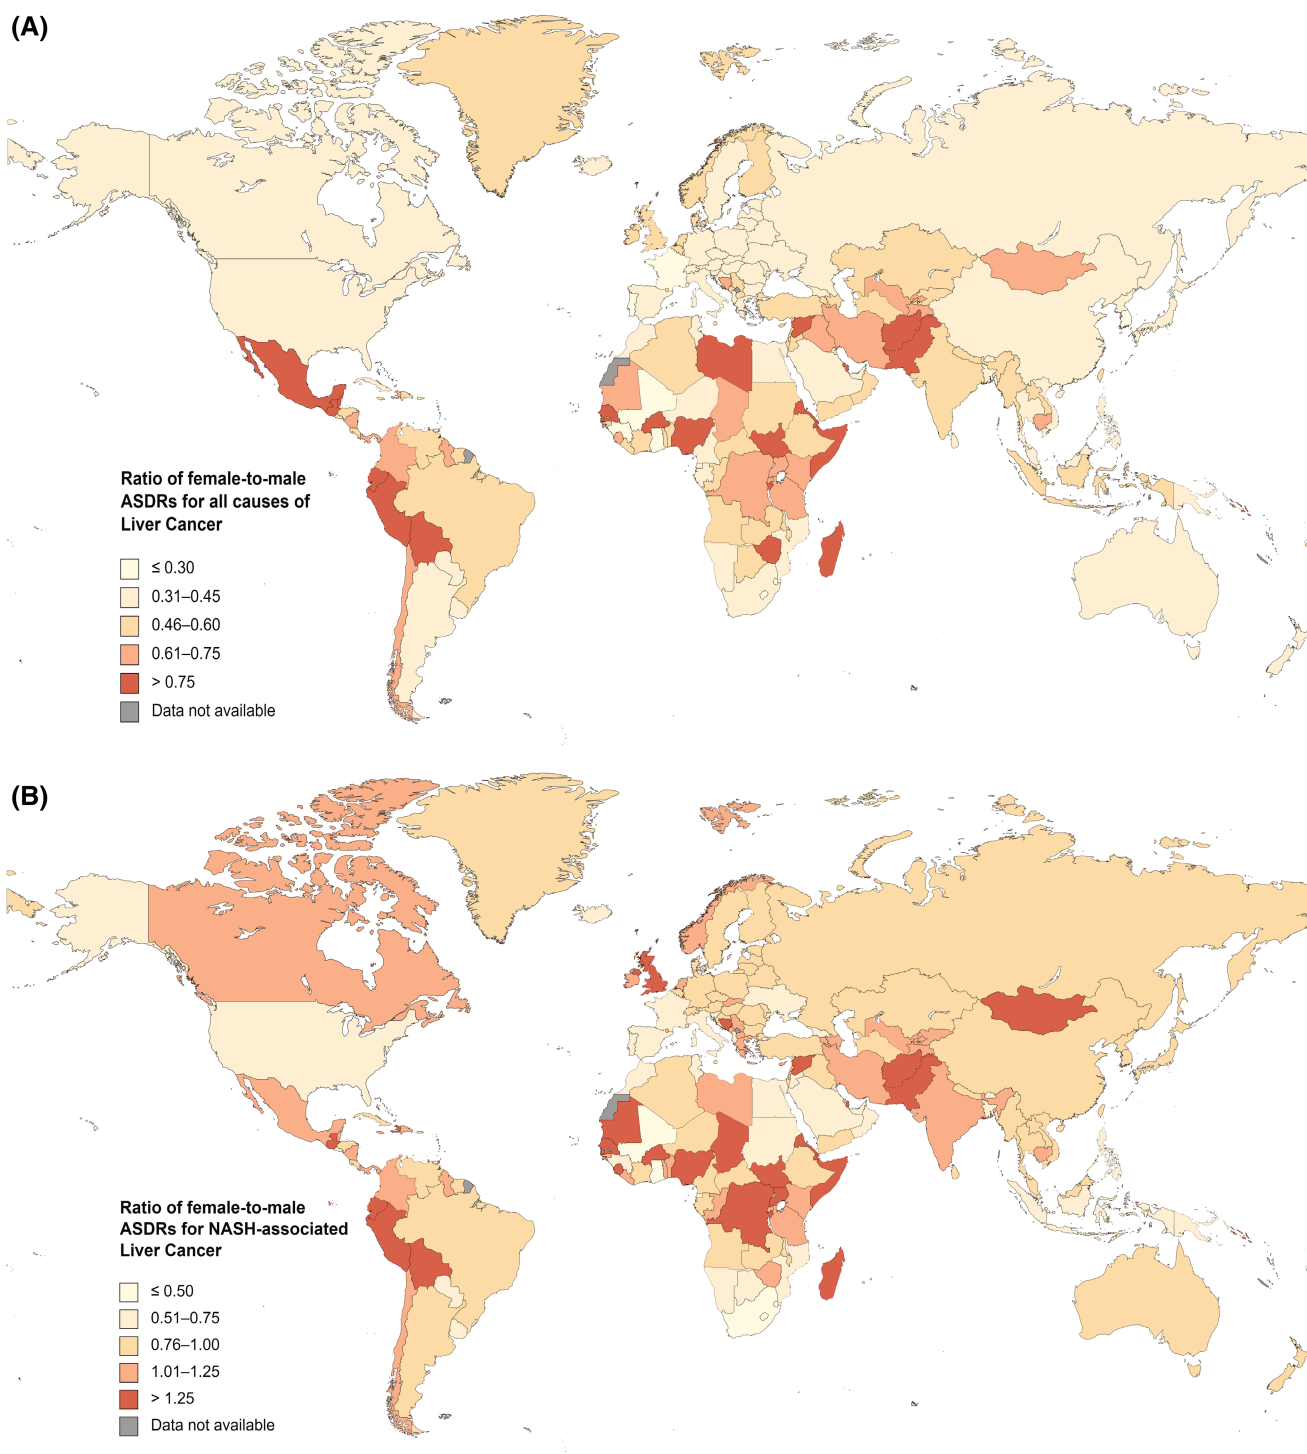 (A)
Ratio of female-to-male
ASDRs for all causes of
Liver Cancer
≤ 0.30
0.31–0.45
0.46–0.60
0.61–0.75
> 0.75
Data not available
(B)
Ratio of female-to-male
ASDRs for NASH-associated
Liver Cancer
≤ 0.50
0.51–0.75
0.76–1.00
1.01–1.25
> 1.25
Data not available